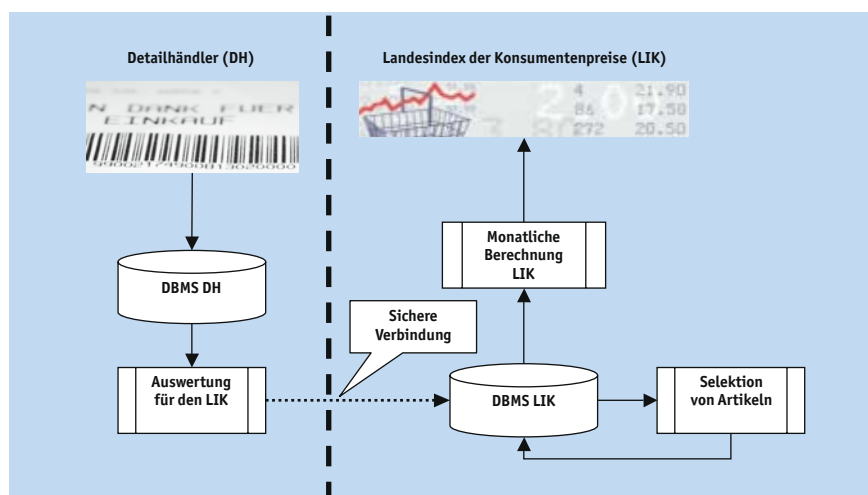 Detailhändler (DH)
N DANK FUER
EINKAUF
Landesindex der Konsumentenpreise (LIK)
4 21.90
86 17.50
272 20.50
DBMS DH
Auswertung
für den LIK
Sichere
Verbindung
Monatliche
Berechnung
LIK
DBMS LIK
Selektion
von Artikeln